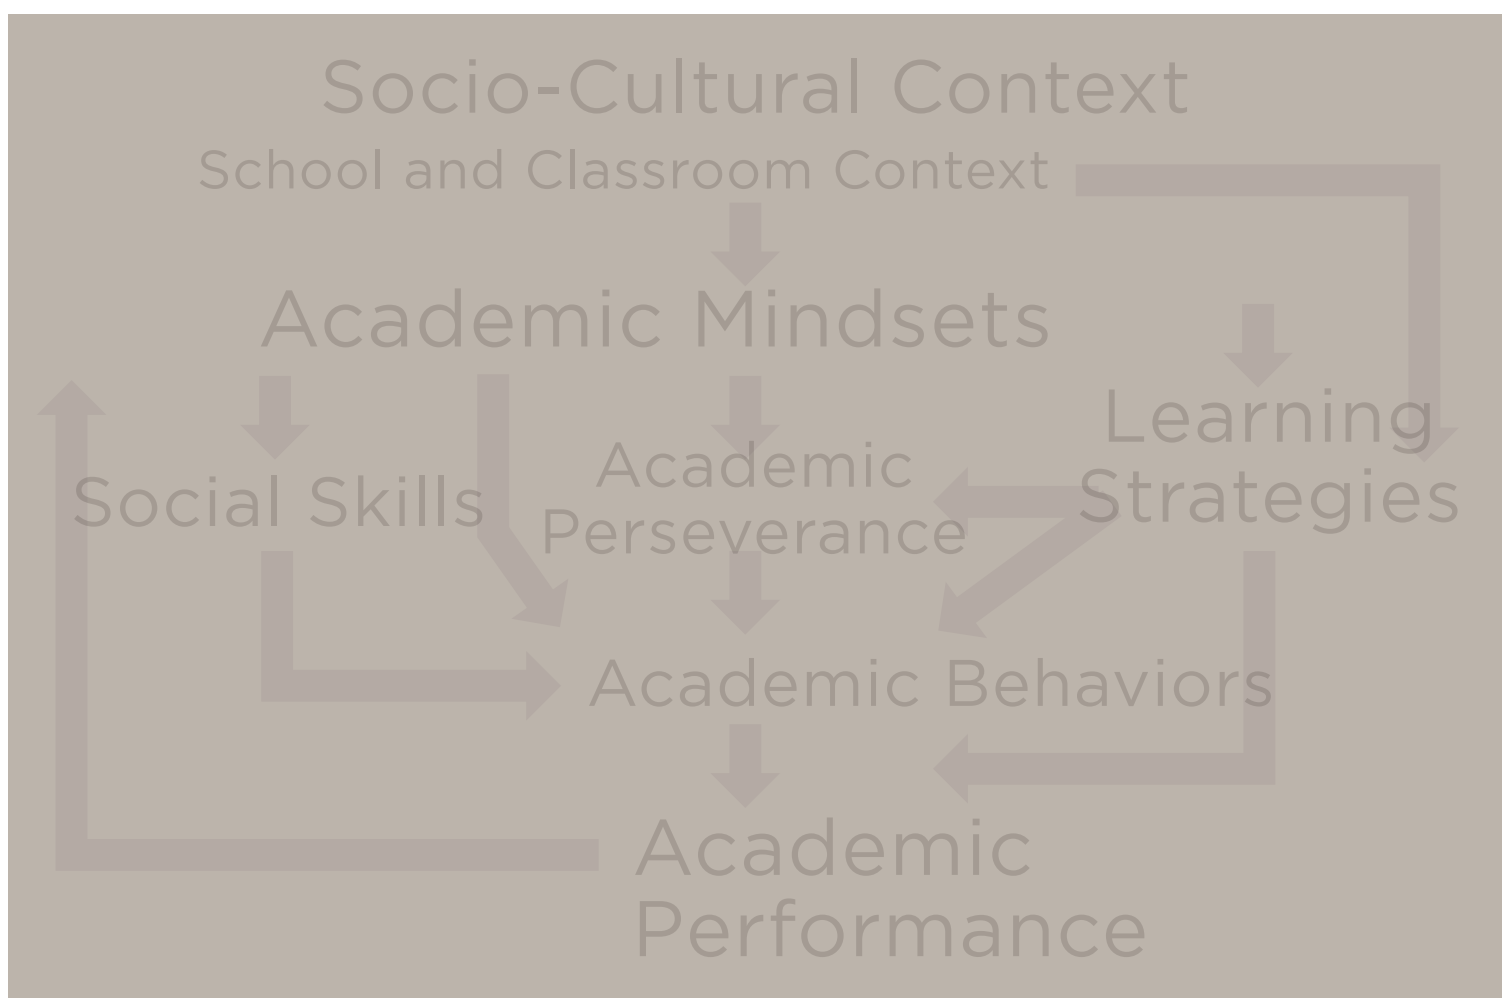 Socio-Cultural Context
School and Classroom Context
Academic Mindsets
Learning
Strategies
Social Skills
Academic
Perseverance
Academic Behaviors
Academic
Performance